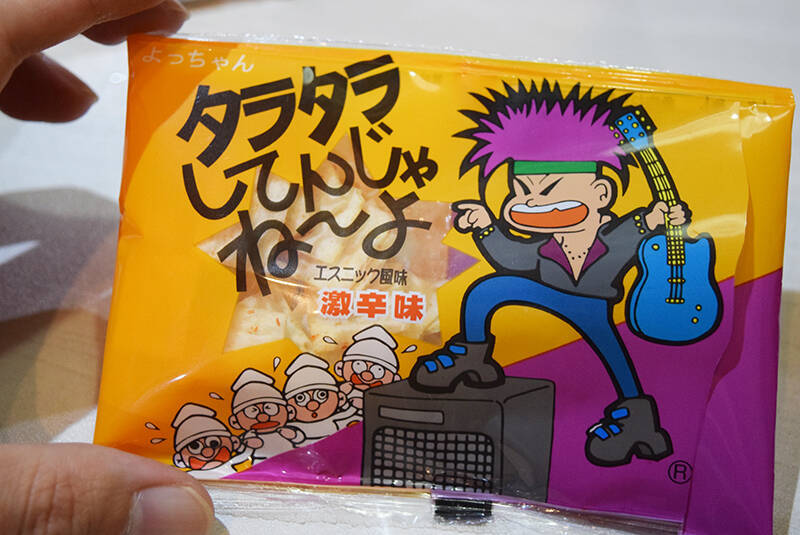 よっちゃん
タラタラ
してんじゃ
ね〜よ
エスニック風味
激辛味
®